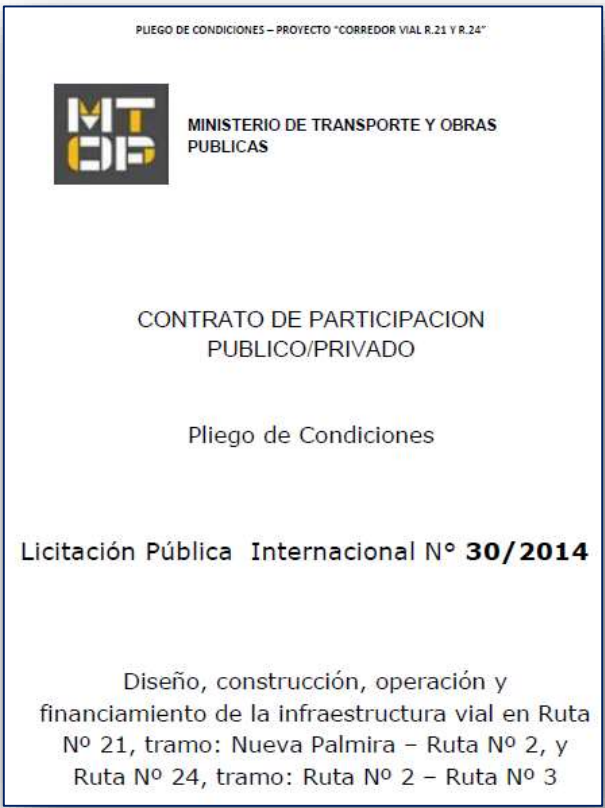 PLIEGO DE CONDICIONES – PROYECTO "CORREDOR VIAL R.21 Y R.24"
MT
OP
MINISTERIO DE TRANSPORTE Y OBRAS
PUBLICAS
CONTRATO DE PARTICIPACION
PUBLICO/PRIVADO
Pliego de Condiciones
Licitación Pública Internacional N° 30/2014
Diseño, construcción, operación y
financiamiento de la infraestructura vial en Ruta
Nº 21, tramo: Nueva Palmira – Ruta Nº 2, y
Ruta Nº 24, tramo: Ruta Nº 2 – Ruta Nº 3